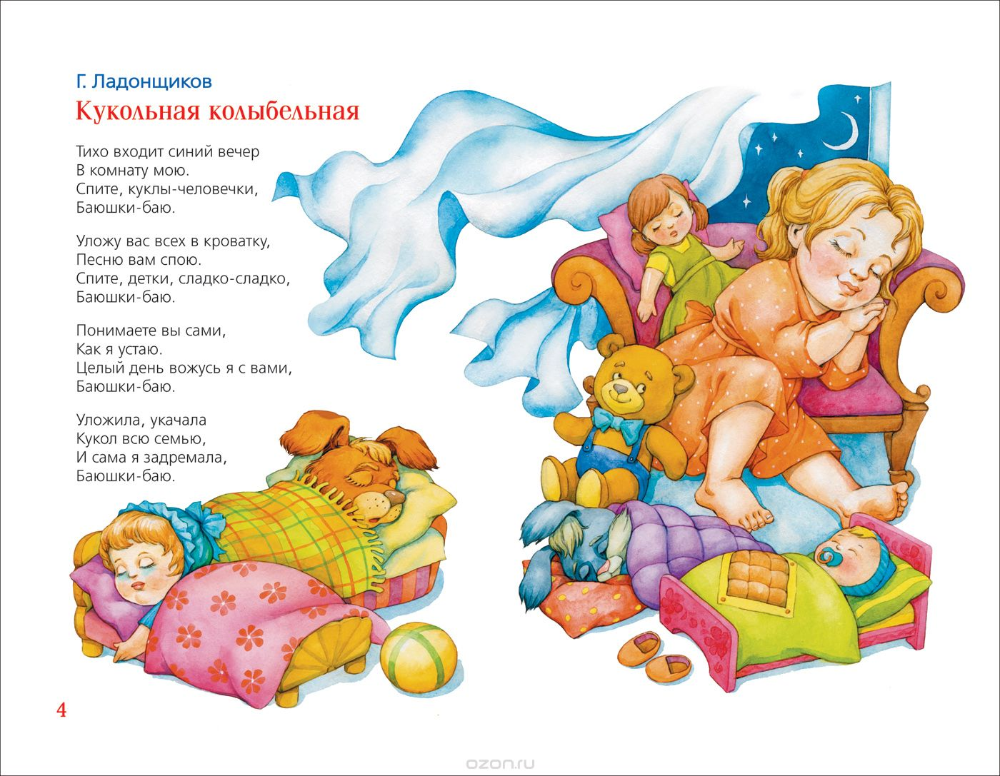 Г. Ладонщиков
Кукольная колыбельная
Тихо входит синий вечер
В комнату мою.
Спите, куклы-человечки,
Баюшки-баю.
Уложу вас всех в кроватку,
Песню вам спою.
Спите, детки, сладко-сладко,
Баюшки-баю.
Понимаете вы сами,
Как я устаю.
Целый день вожусь я с вами,
Баюшки-баю.
Уложила, укачала
Кукол всю семью,
И сама я задремала,
Баюшки-баю.
4
ozon.ru